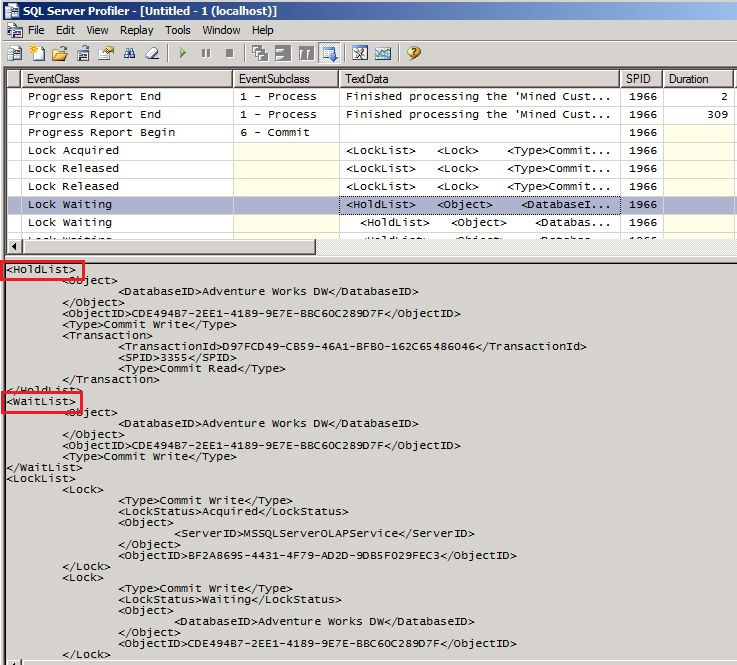 SQL Server Profiler - [Untitled - 1 (localhost)]
File Edit View Replay Tools Window Help
EventClass EventSubclass TextData SPID Duration
Progress Report End 1 - Process Finished processing the 'Mined Cust... 1966 2
Progress Report End 1 - Process Finished processing the 'Mined Cust... 1966 309
Progress Report Begin 6 - Commit 1966
Lock Acquired <LockList> <Lock> <Type>Commit... 1966
Lock Released <LockList> <Lock> <Type>Commit... 1966
Lock Released <LockList> <Lock> <Type>Commit... 1966
Lock Waiting <HoldList> <Object> <DatabaseI... 1966
Lock Waiting <HoldList> <Object> <Databas... 1966
<HoldList>
<Object>
<DatabaseID>Adventure Works DW</DatabaseID>
</Object>
<ObjectID>CDE494B7-2EE1-4189-9E7E-BBC60C289D7F</ObjectID>
<Type>Commit Write</Type>
<Transaction>
<TransactionId>D97FCD49-CB59-46A1-BFB0-162C65486046</TransactionId>
<SPID>3355</SPID>
<Type>Commit Read</Type>
</Transaction>
</HoldList>
<WaitList>
<Object>
<DatabaseID>Adventure Works DW</DatabaseID>
</Object>
<ObjectID>CDE494B7-2EE1-4189-9E7E-BBC60C289D7F</ObjectID>
<Type>Commit Write</Type>
</WaitList>
<LockList>
<Lock>
<Type>Commit Write</Type>
<LockStatus>Acquired</LockStatus>
<Object>
<ServerID>MSSQLServerOLAPService</ServerID>
</Object>
<ObjectID>BF2A8695-4431-4F79-AD2D-9DB5F029FEC3</ObjectID>
</Lock>
<Lock>
<Type>Commit Write</Type>
<LockStatus>Waiting</LockStatus>
<Object>
<DatabaseID>Adventure Works DW</DatabaseID>
</Object>
<ObjectID>CDE494B7-2EE1-4189-9E7E-BBC60C289D7F</ObjectID>
</Lock>